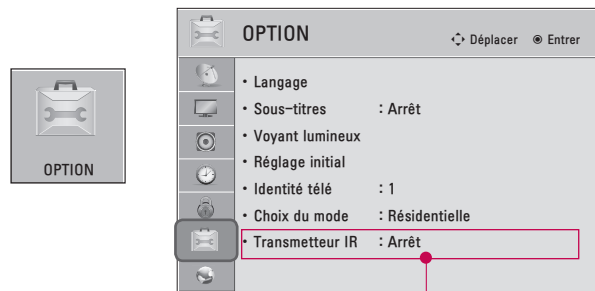 OPTION
OPTION Déplacer Entrer
• Langage
• Sous-titres : Arrêt
• Voyant lumineux
• Réglage initial
• Identité télé : 1
• Choix du mode : Résidentielle
• Transmetteur IR : Arrêt